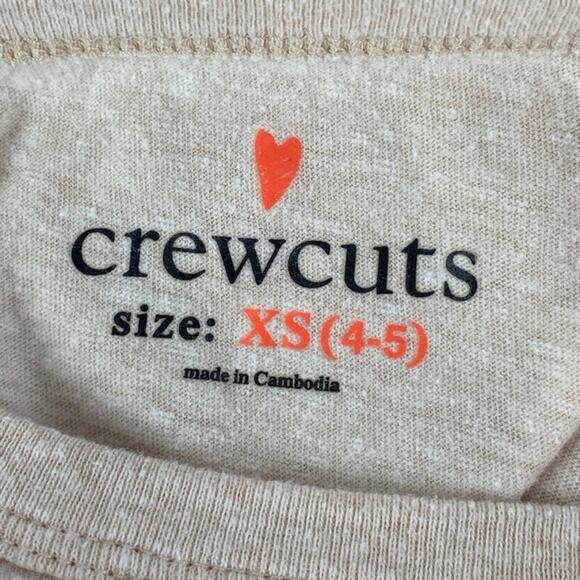 crewcuts
size: XS (4-5)
made in Cambodia